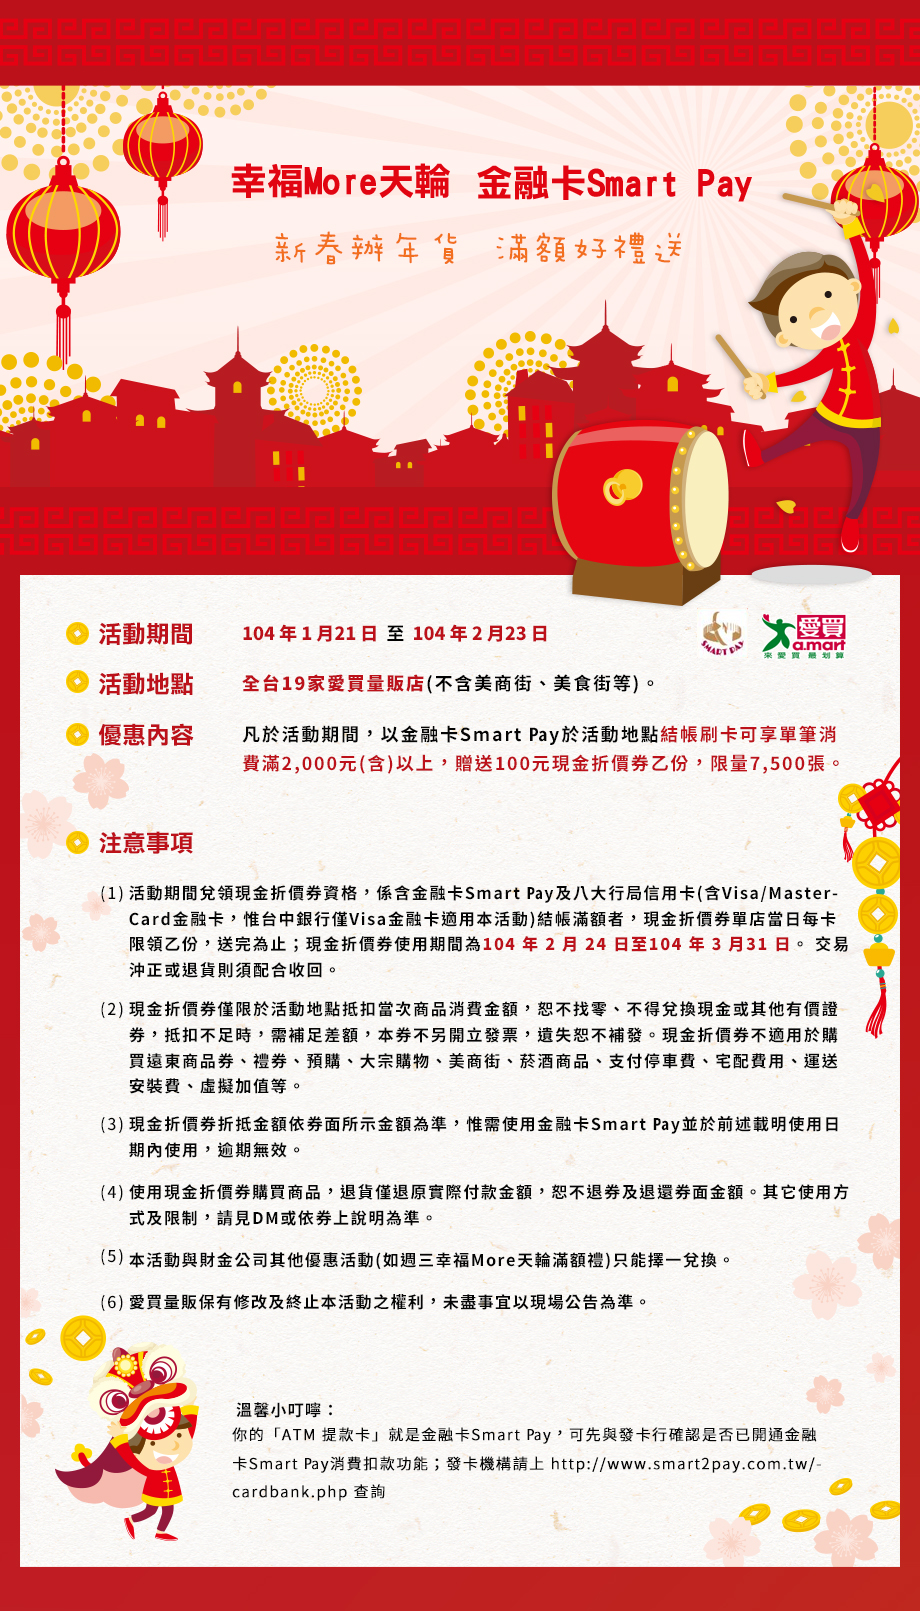 幸福More天輪 金融卡Smart Pay
新春辦年貨 滿額好禮送
活動期間
104 年 1 月21 日 至 104 年 2 月23 日
SMART PAY
愛買
a.mart
來愛買最划算
活動地點
全台19家愛買量販店(不含美商街、美食街等)。
優惠內容
凡於活動期間，以金融卡Smart Pay於活動地點結帳刷卡可享單筆消
費滿2,000元(含)以上，贈送100元現金折價券乙份，限量7,500張。
注意事項
(1) 活動期間兌領現金折價券資格，係含金融卡Smart Pay及八大行局信用卡(含Visa/Master-
Card金融卡，惟台中銀行僅Visa金融卡適用本活動)結帳滿額者，現金折價券單店當日每卡
限領乙份，送完為止；現金折價券使用期間為104 年 2 月 24 日至104 年 3 月31 日。 交易
沖正或退貨則須配合收回。
(2) 現金折價券僅限於活動地點抵扣當次商品消費金額，恕不找零、不得兌換現金或其他有價證
券，抵扣不足時，需補足差額，本券不另開立發票，遺失恕不補發。現金折價券不適用於購
買遠東商品券、禮券、預購、大宗購物、美商街、菸酒商品、支付停車費、宅配費用、運送
安裝費、虛擬加值等。
(3) 現金折價券折抵金額依券面所示金額為準，惟需使用金融卡Smart Pay並於前述載明使用日
期內使用，逾期無效。
(4) 使用現金折價券購買商品，退貨僅退原實際付款金額，恕不退券及退還券面金額。其它使用方
式及限制，請見DM或依券上說明為準。
(5) 本活動與財金公司其他優惠活動(如週三幸福More天輪滿額禮)只能擇一兌換。
(6) 愛買量販保有修改及終止本活動之權利，未盡事宜以現場公告為準。
溫馨小叮嚀：
你的「ATM 提款卡」就是金融卡Smart Pay，可先與發卡行確認是否已開通金融
卡Smart Pay消費扣款功能；發卡機構請上 http://www.smart2pay.com.tw/-
cardbank.php 查詢